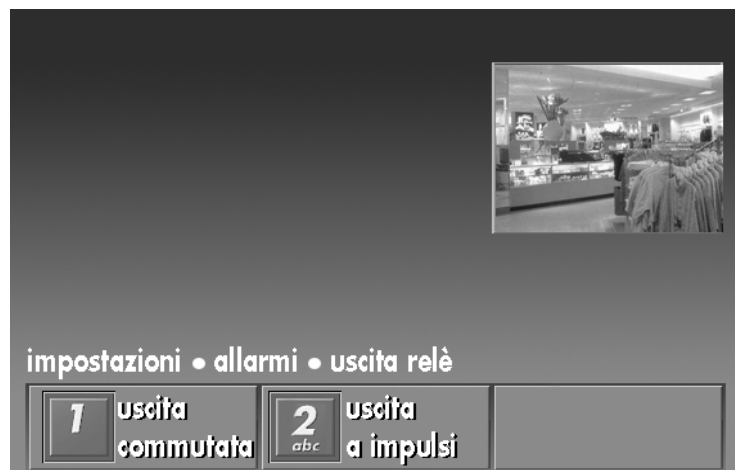 impostazioni • allarmi • uscita relè
1 uscita
commutata
2 abc uscita
a impulsi